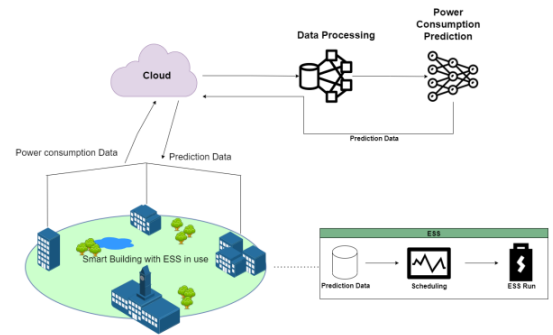 Power
Consumption
Prediction
Data Processing
Cloud
Prediction Data
Power consumption Data
Prediction Data
Smart Building with ESS in use
ESS
Prediction Data
Scheduling
ESS Run